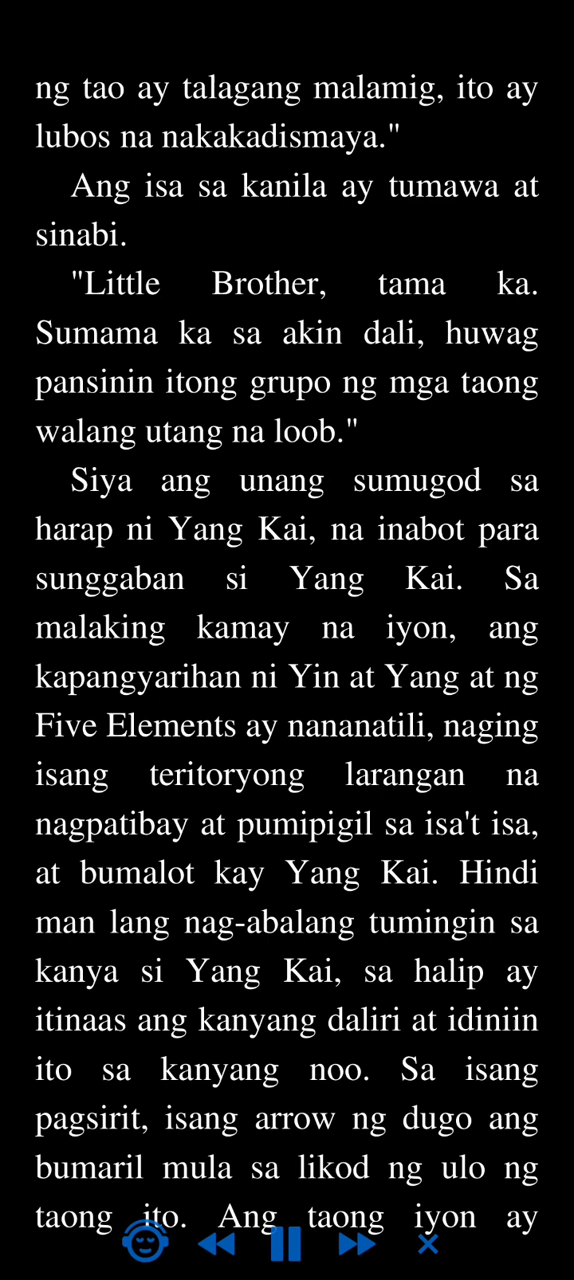 ng tao ay talagang malamig, ito ay
lubos na nakakadismaya."
Ang isa sa kanila ay tumawa at
sinabi.
"Little Brother, tama ka.
Sumama ka sa akin dali, huwag
pansinin itong grupo ng mga taong
walang utang na loob."
Siya ang unang sumugod sa
harap ni Yang Kai, na inabot para
sunggaban si Yang Kai. Sa
malaking kamay na iyon, ang
kapangyarihan ni Yin at Yang at ng
Five Elements ay nananatili, naging
isang teritoryong larangan na
nagpatibay at pumipigil sa isa't isa,
at bumalot kay Yang Kai. Hindi
man lang nag-abalang tumingin sa
kanya si Yang Kai, sa halip ay
itinaas ang kanyang daliri at idiniin
ito sa kanyang noo. Sa isang
pagsirit, isang arrow ng dugo ang
bumaril mula sa likod ng ulo ng
taong ito. Ang taong iyon ay